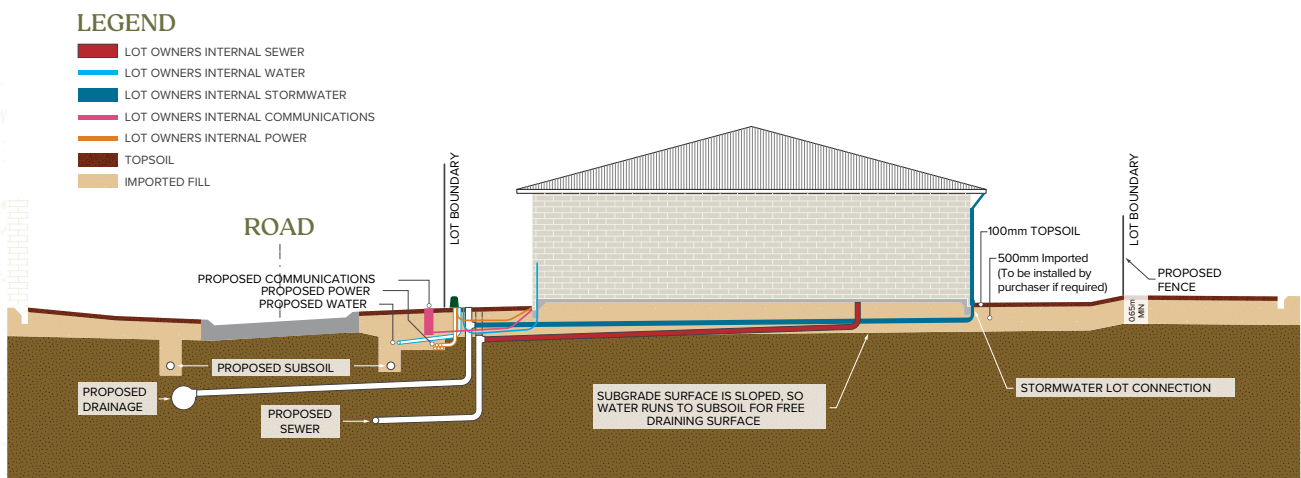 LEGEND
LOT OWNERS INTERNAL SEWER
LOT OWNERS INTERNAL WATER
LOT OWNERS INTERNAL STORMWATER
LOT OWNERS INTERNAL COMMUNICATIONS
LOT OWNERS INTERNAL POWER
TOPSOIL
IMPORTED FILL
ROAD
LOT BOUNDARY
PROPOSED COMMUNICATIONS
PROPOSED POWER
PROPOSED WATER
PROPOSED SUBSOIL
PROPOSED
DRAINAGE
PROPOSED
SEWER
SUBGRADE SURFACE IS SLOPED, SO
WATER RUNS TO SUBSOIL FOR FREE
DRAINING SURFACE
100mm TOPSOIL
500mm Imported
(To be installed by
purchaser if required)
LOT BOUNDARY
PROPOSED
FENCE
0.65m
MIN
STORMWATER LOT CONNECTION